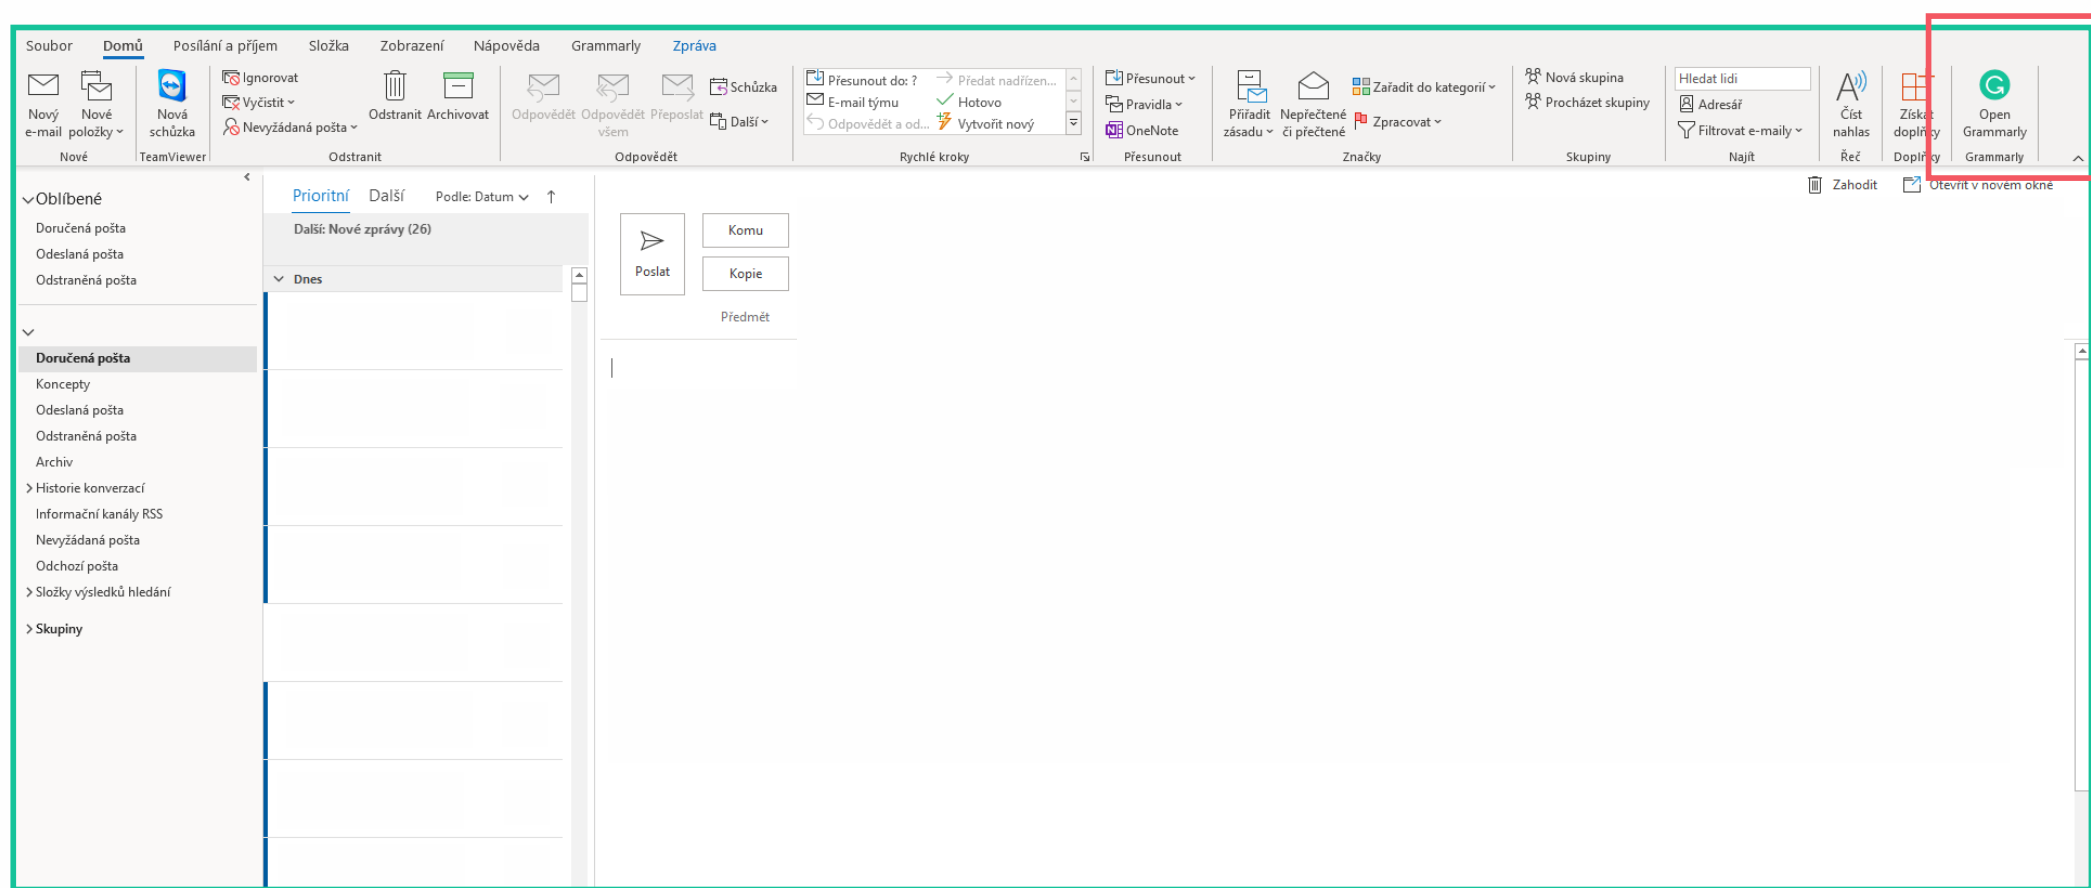 Soubor Domů Posílání a příjem Složka Zobrazení Nápověda Grammarly Zpráva
Nový e-mail
Nové položky
Nové
Nová schůzka
TeamViewer
Ignorovat
Vyčistit
Nevyžádaná pošta
Odstranit Archivovat
Odstranit
Odpovědět Odpovědět všem Přeposlat
Schůzka
Další
Odpovědět
Přesunout do: ? Předat nadřízen...
E-mail týmu Hotovo
Odpovědět a od... Vytvořit nový
Rychlé kroky
Přesunout
Pravidla
OneNote
Přesunout
Přiřadit zásadu
Nepřečtené či přečtené
Zařadit do kategorií
Zpracovat
Značky
Nová skupina
Procházet skupiny
Skupiny
Hledat lidi
Adresář
Filtrovat e-maily
Najít
Číst nahlas
Řeč
Získat doplňky
Doplňky
Open Grammarly
Grammarly
Oblíbené
Doručená pošta
Odeslaná pošta
Odstraněná pošta
Doručená pošta
Koncepty
Odeslaná pošta
Odstraněná pošta
Archiv
Historie konverzací
Informační kanály RSS
Nevyžádaná pošta
Odchozí pošta
Složky výsledků hledání
Skupiny
Prioritní Další Podle: Datum
Další: Nové zprávy (26)
Dnes
Zahodit Otevřít v novém okně
Poslat
Komu
Kopie
Předmět